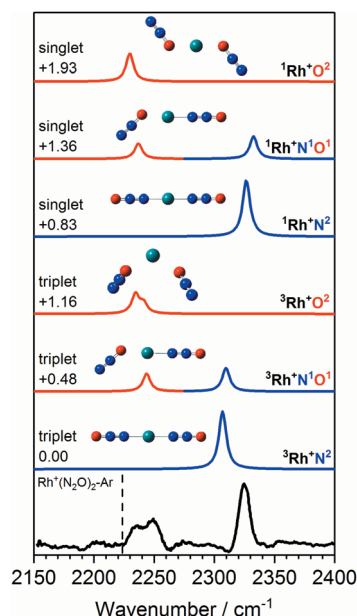 singlet
+1.93
¹Rh⁺O²
singlet
+1.36
¹Rh⁺N¹O¹
singlet
+0.83
¹Rh⁺N²
triplet
+1.16
³Rh⁺O²
triplet
+0.48
³Rh⁺N¹O¹
triplet
0.00
³Rh⁺N²
Rh⁺(N₂O)₂-Ar
2150 2200 2250 2300 2350 2400
Wavenumber / cm⁻¹